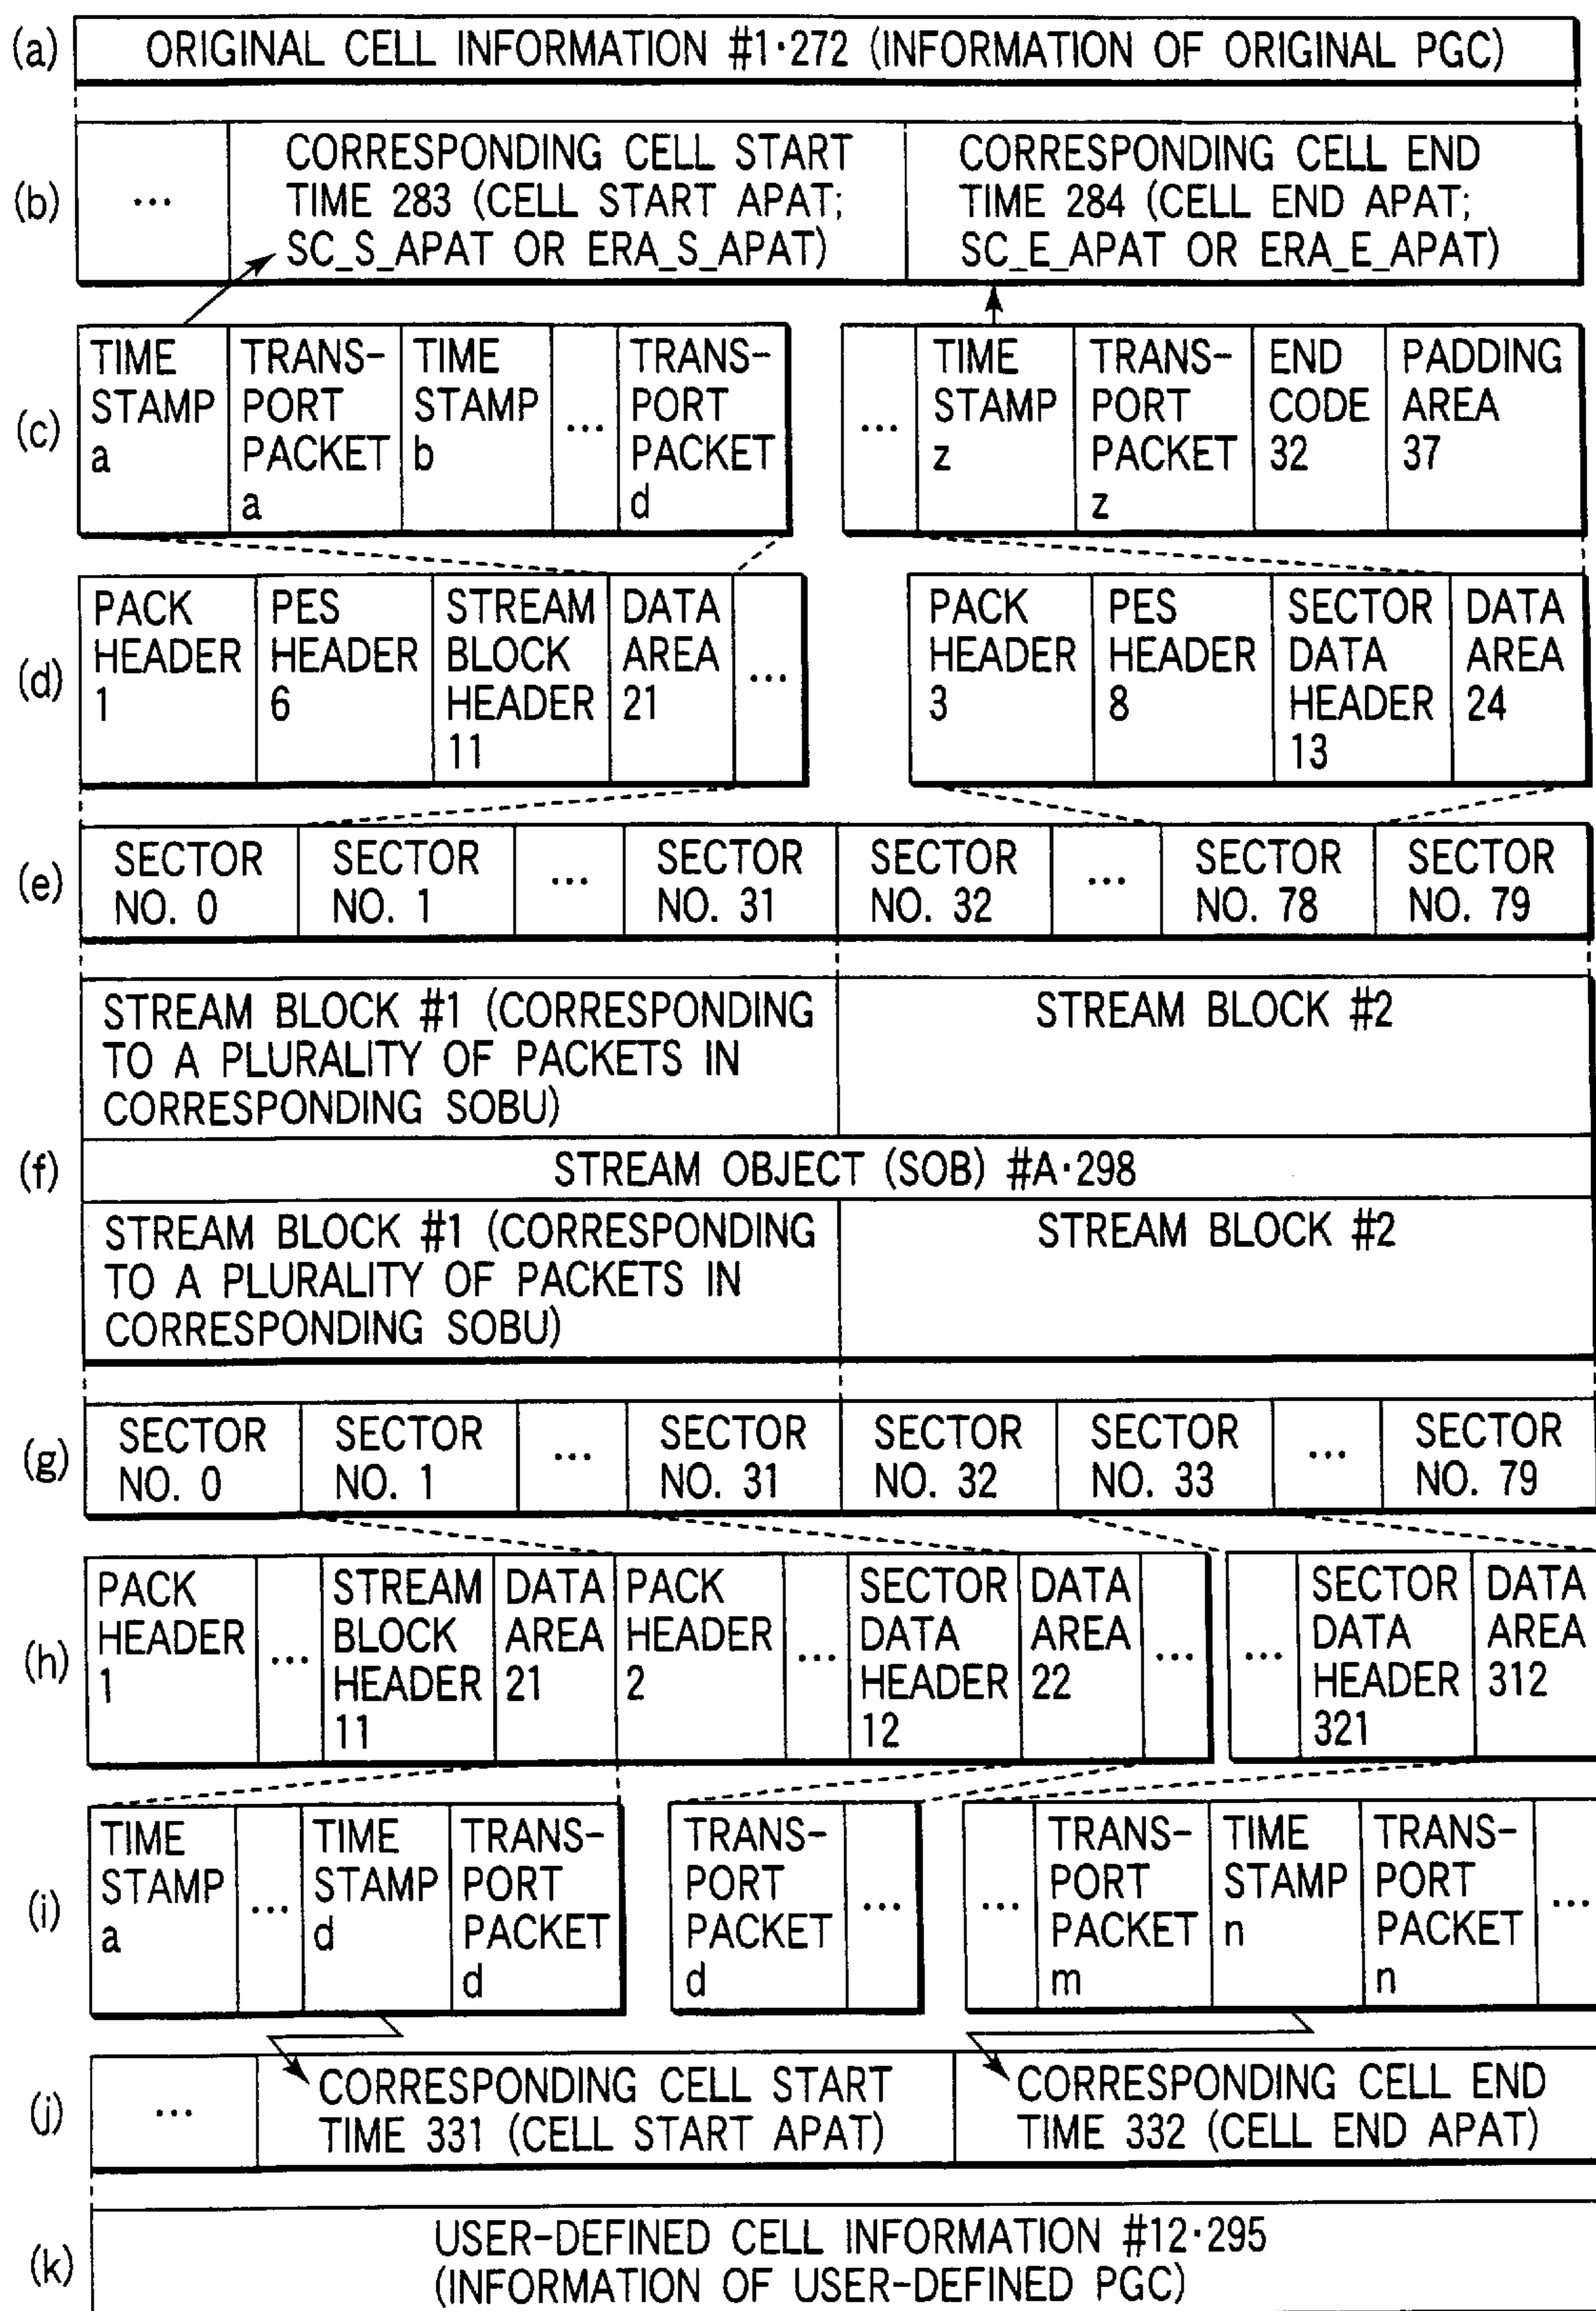 (a) ORIGINAL CELL INFORMATION #1·272 (INFORMATION OF ORIGINAL PGC)
(b)
...
CORRESPONDING CELL START
TIME 283 (CELL START APAT;
SC_S_APAT OR ERA_S_APAT)
CORRESPONDING CELL END
TIME 284 (CELL END APAT;
SC_E_APAT OR ERA_E_APAT)
(c)
TIME
STAMP
a
TRANS-
PORT
PACKET
a
TIME
STAMP
b
...
TRANS-
PORT
PACKET
d
...
TIME
STAMP
z
TRANS-
PORT
PACKET
z
END
CODE
32
PADDING
AREA
37
(d)
PACK
HEADER
1
PES
HEADER
6
STREAM
BLOCK
HEADER
11
DATA
AREA
21
...
PACK
HEADER
3
PES
HEADER
8
SECTOR
DATA
HEADER
13
DATA
AREA
24
(e)
SECTOR
NO. 0
SECTOR
NO. 1
...
SECTOR
NO. 31
SECTOR
NO. 32
...
SECTOR
NO. 78
SECTOR
NO. 79
STREAM BLOCK #1 (CORRESPONDING
TO A PLURALITY OF PACKETS IN
CORRESPONDING SOBU)
STREAM BLOCK #2
(f)
STREAM OBJECT (SOB) #A·298
STREAM BLOCK #1 (CORRESPONDING
TO A PLURALITY OF PACKETS IN
CORRESPONDING SOBU)
STREAM BLOCK #2
(g)
SECTOR
NO. 0
SECTOR
NO. 1
...
SECTOR
NO. 31
SECTOR
NO. 32
SECTOR
NO. 33
...
SECTOR
NO. 79
(h)
PACK
HEADER
1
...
STREAM
BLOCK
HEADER
11
DATA
AREA
21
PACK
HEADER
2
...
SECTOR
DATA
HEADER
12
DATA
AREA
22
...
...
SECTOR
DATA
HEADER
321
DATA
AREA
312
(i)
TIME
STAMP
a
...
TIME
STAMP
d
TRANS-
PORT
PACKET
d
TRANS-
PORT
PACKET
d
...
...
TRANS-
PORT
PACKET
m
TIME
STAMP
n
TRANS-
PORT
PACKET
n
...
(j)
...
CORRESPONDING CELL START
TIME 331 (CELL START APAT)
CORRESPONDING CELL END
TIME 332 (CELL END APAT)
(k)
USER-DEFINED CELL INFORMATION #12·295
(INFORMATION OF USER-DEFINED PGC)